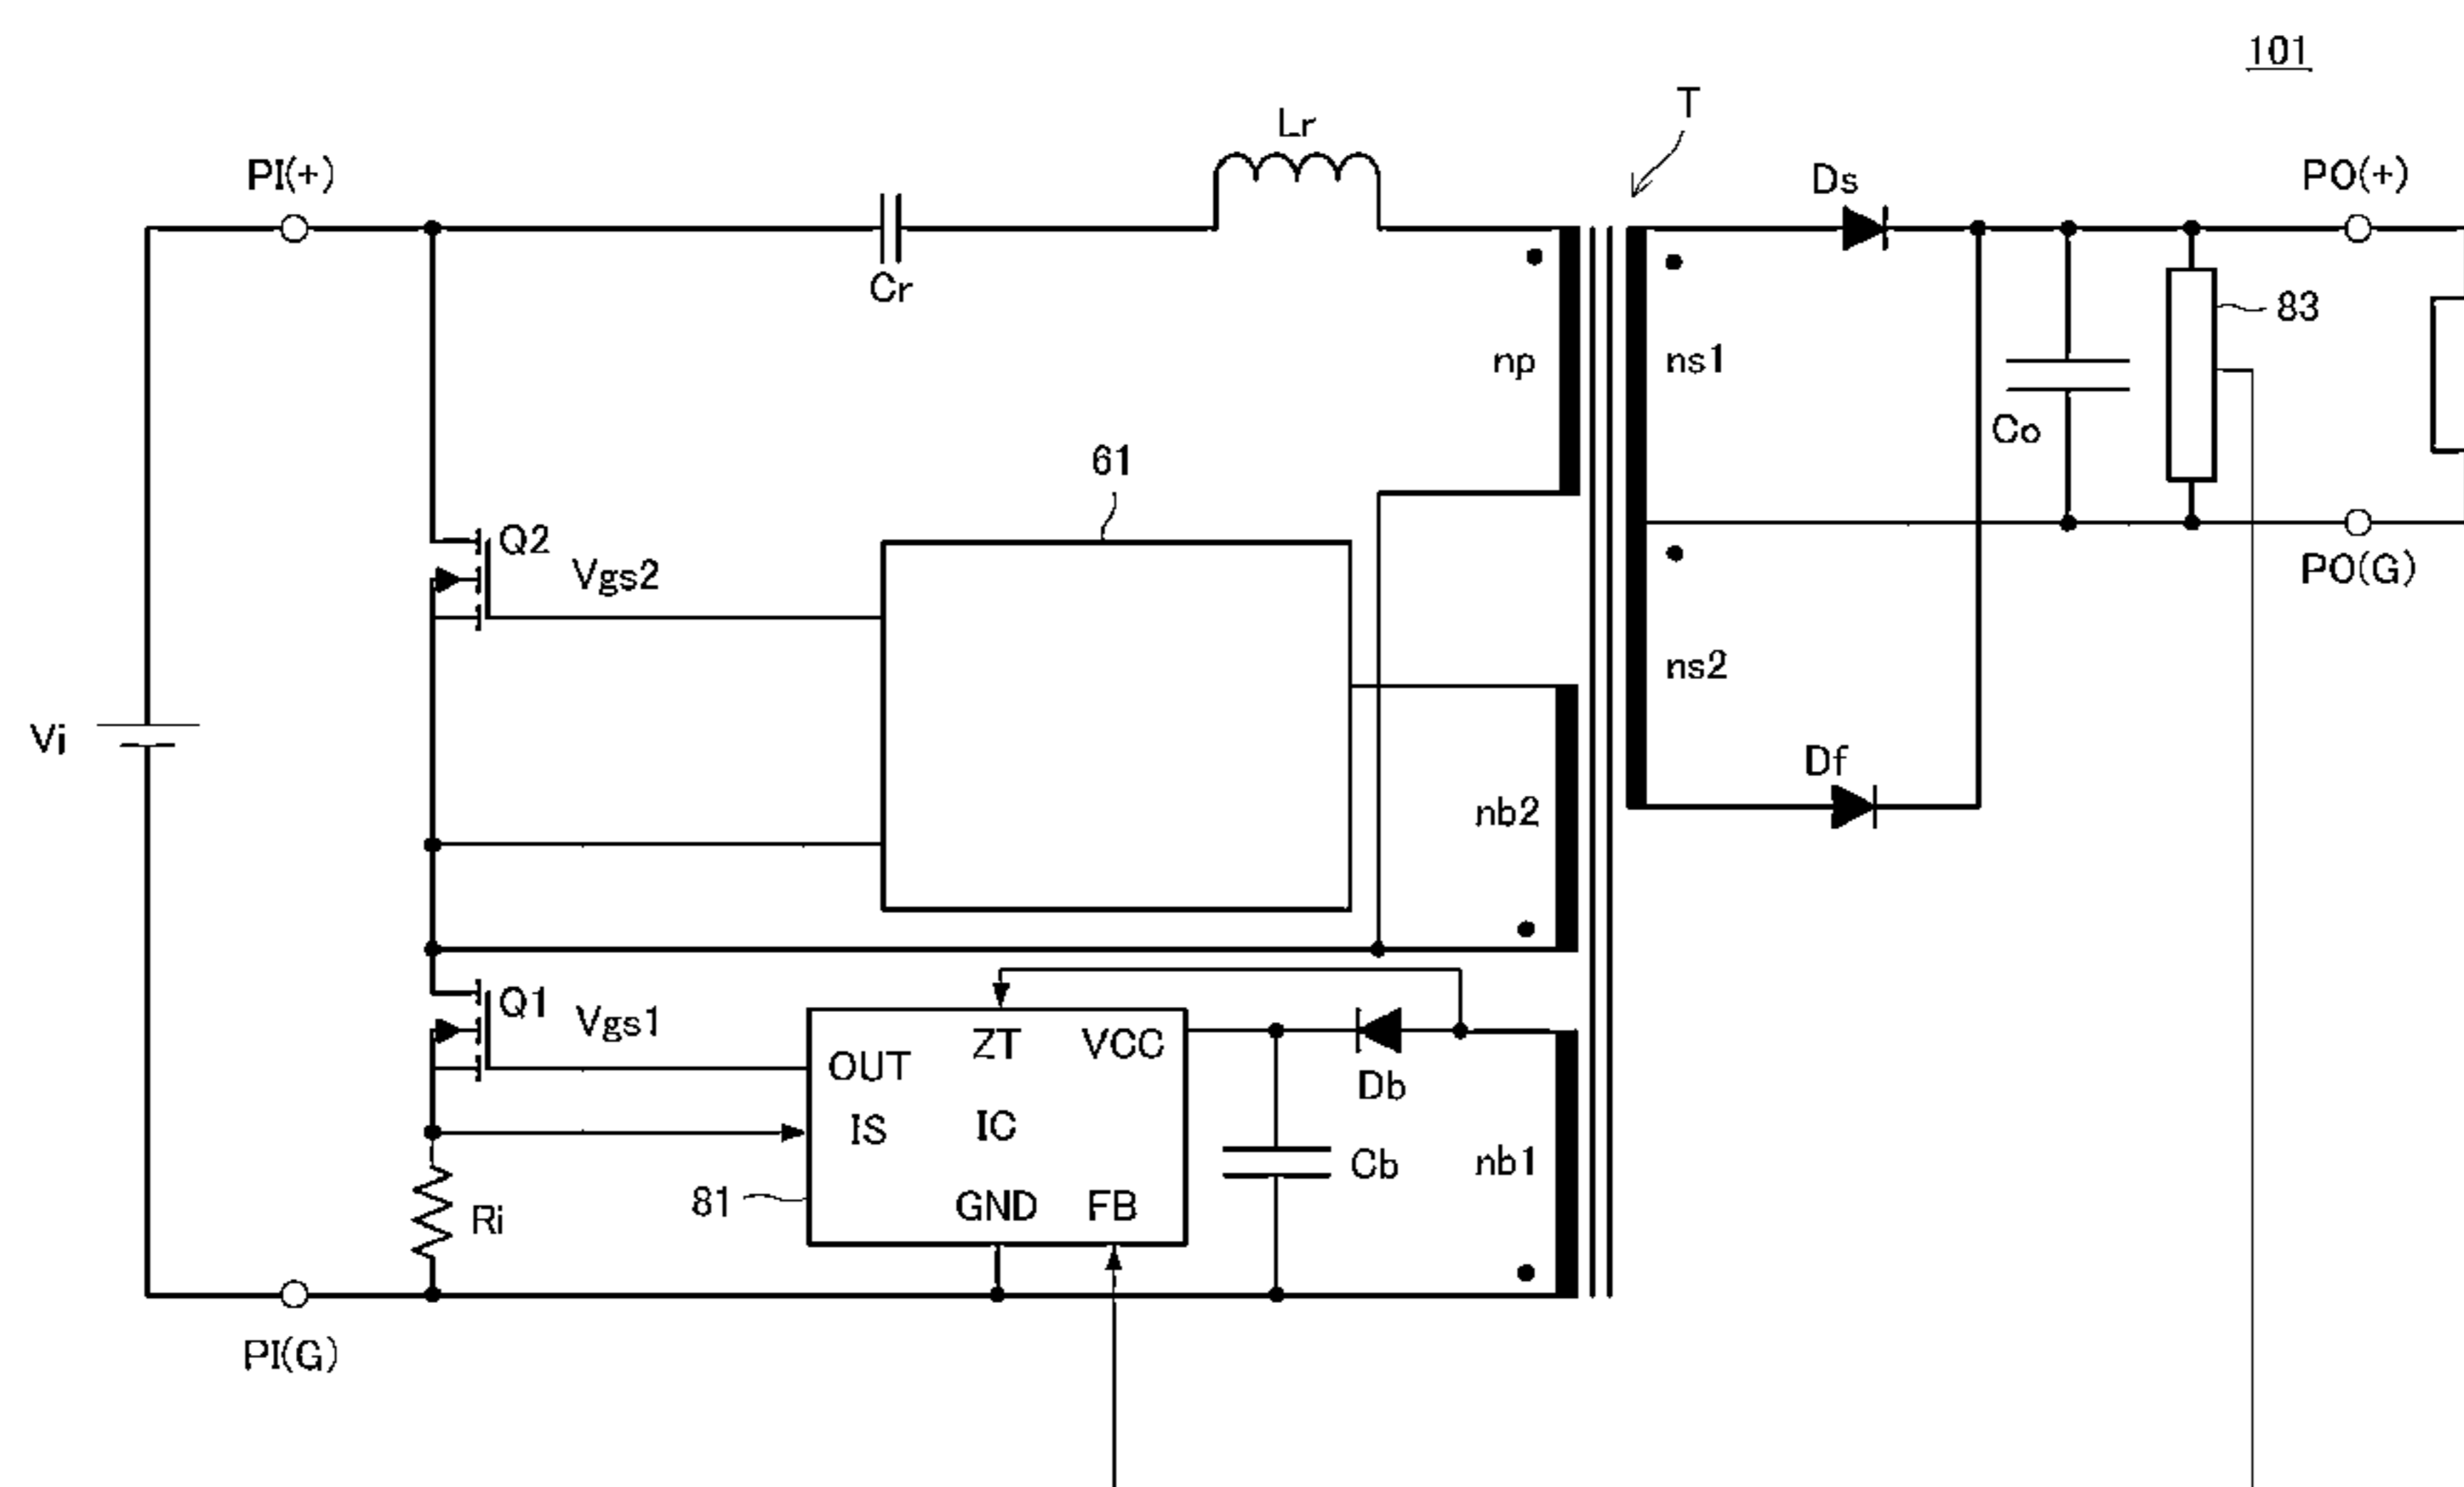 101
T
Lr
PI(+)
Ds
PO(+)
Cr
83
np
ns1
Co
61
Q2
Vgs2
PO(G)
ns2
Vi
Df
nb2
Q1
Vgs1
ZT
VCC
OUT
Db
IS
IC
Cb
nb1
81
GND
FB
Ri
PI(G)